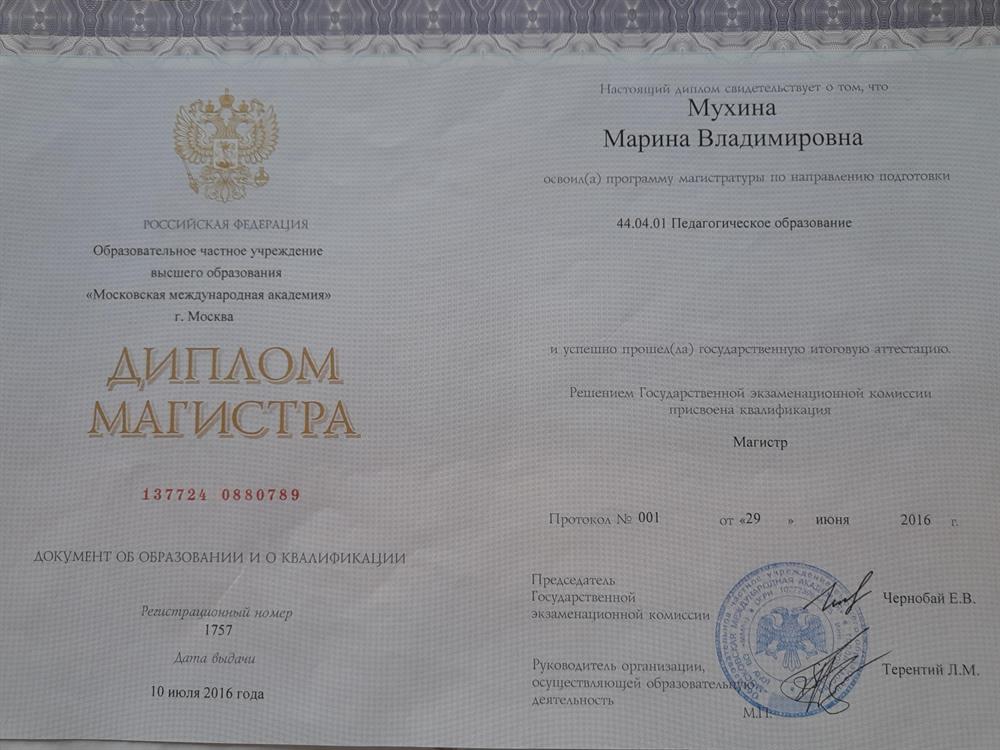 РОССИЙСКАЯ ФЕДЕРАЦИЯ
Образовательное частное учреждение
высшего образования
«Московская международная академия»
г. Москва
ДИПЛОМ
МАГИСТРА
137724 0880789
ДОКУМЕНТ ОБ ОБРАЗОВАНИИ И О КВАЛИФИКАЦИИ
Регистрационный номер
1757
Дата выдачи
10 июля 2016 года
Настоящий диплом свидетельствует о том, что
Мухина
Марина Владимировна
освоил(а) программу магистратуры по направлению подготовки
44.04.01 Педагогическое образование
и успешно прошел(ла) государственную итоговую аттестацию.
Решением Государственной экзаменационной комиссии
присвоена квалификация
Магистр
Протокол № 001 от «29 » июня 2016 г.
Председатель
Государственной
экзаменационной комиссии
Чернобай Е.В.
Руководитель организации,
осуществляющей образовательную
деятельность
Терентий Л.М.
М.П.